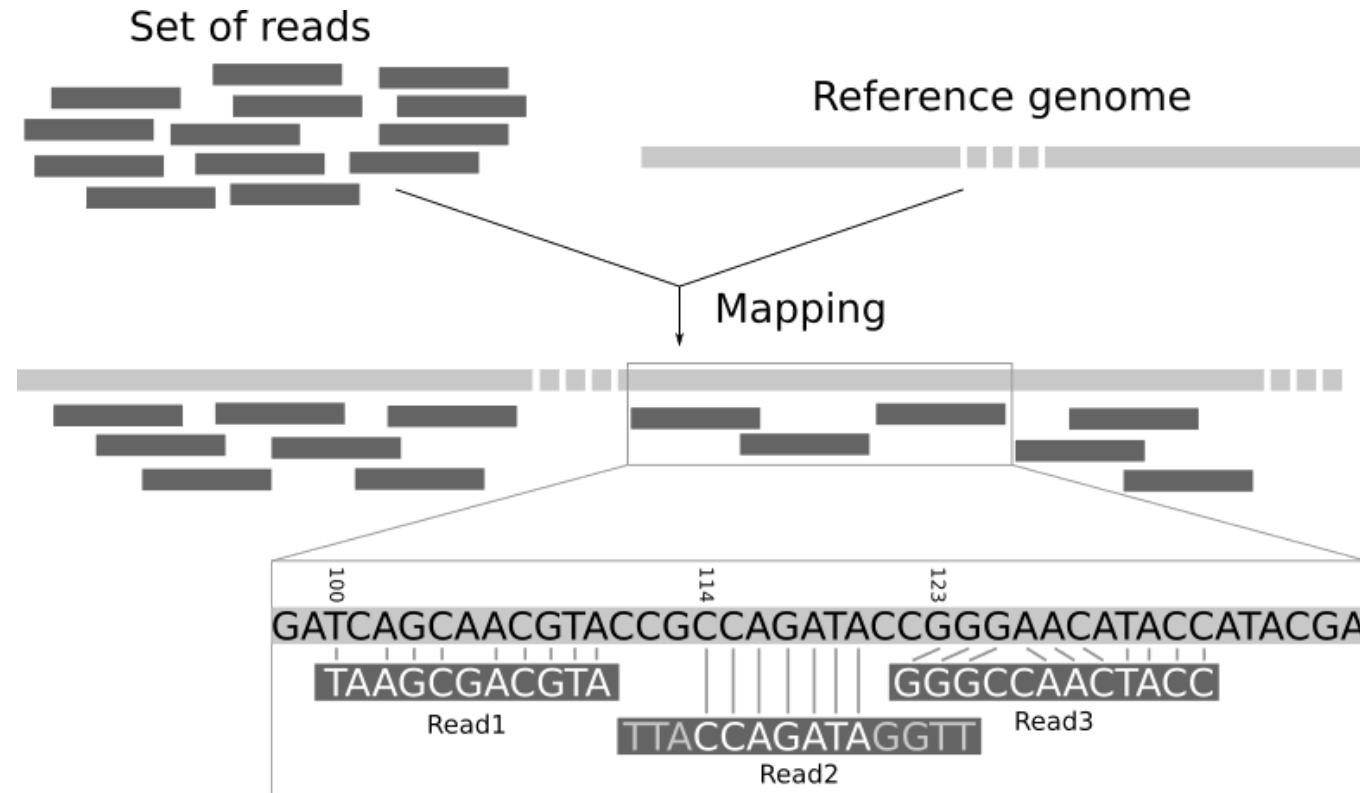 Set of reads
Reference genome
Mapping
100
114
123
GATCAGCAACGTACCGCCAGATACCGGGAACATACCATACGA
TAAGCGACGTA
Read1
TTACCAGATAGGTT
Read2
GGGCCAACTACC
Read3